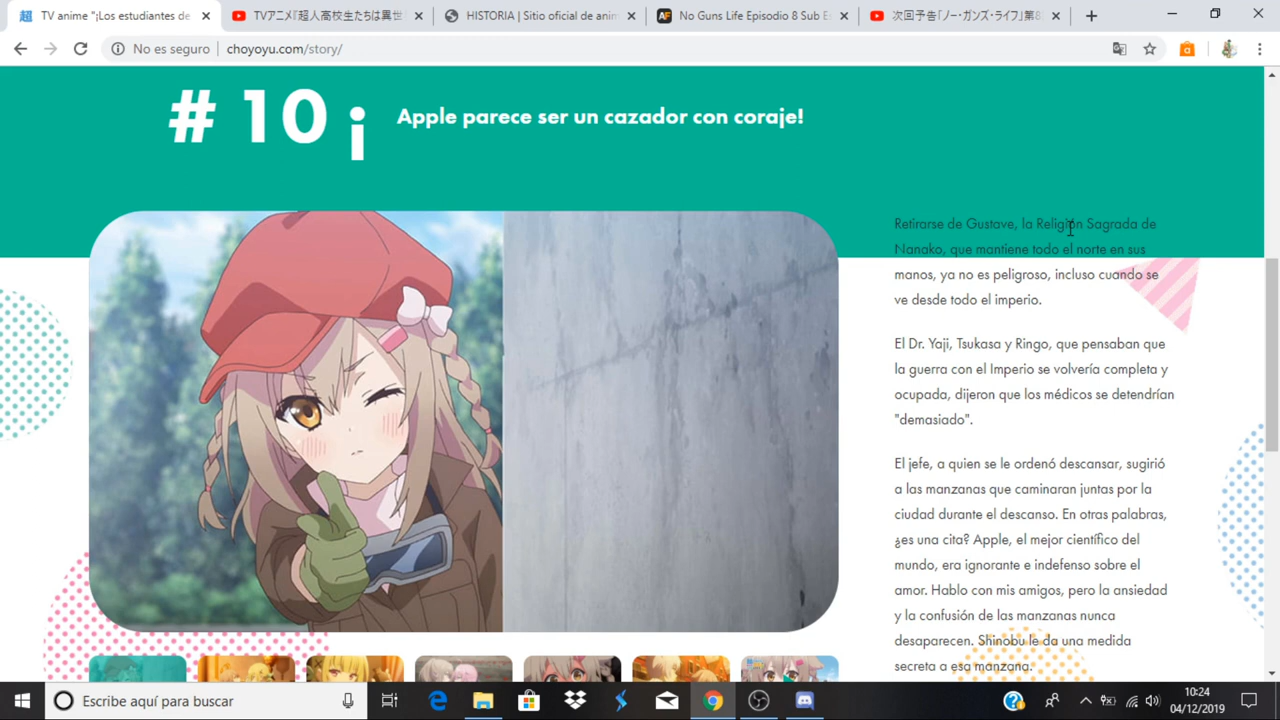 TV anime "¡Los estudiantes de
TVアニメ『超人高校生たちは異世
HISTORIA | Sitio oficial de anim
No Guns Life Episodio 8 Sub Es
次回予告「ノー・ガンズ・ライフ」第8
No es seguro
choyoyu.com/story/
# 10 ¡
Apple parece ser un cazador con coraje!
Retirarse de Gustave, la Religión Sagrada de
Nanako, que mantiene todo el norte en sus
manos, ya no es peligroso, incluso cuando se
ve desde todo el imperio.
El Dr. Yaji, Tsukasa y Ringo, que pensaban que
la guerra con el Imperio se volvería completa y
ocupada, dijeron que los médicos se detendrían
"demasiado".
El jefe, a quien se le ordenó descansar, sugirió
a las manzanas que caminaran juntas por la
ciudad durante el descanso. En otras palabras,
¿es una cita? Apple, el mejor científico del
mundo, era ignorante e indefenso sobre el
amor. Hablo con mis amigos, pero la ansiedad
y la confusión de las manzanas nunca
desaparecen. Shinobu le da una medida
secreta a esa manzana.
Escribe aquí para buscar
10:24
04/12/2019